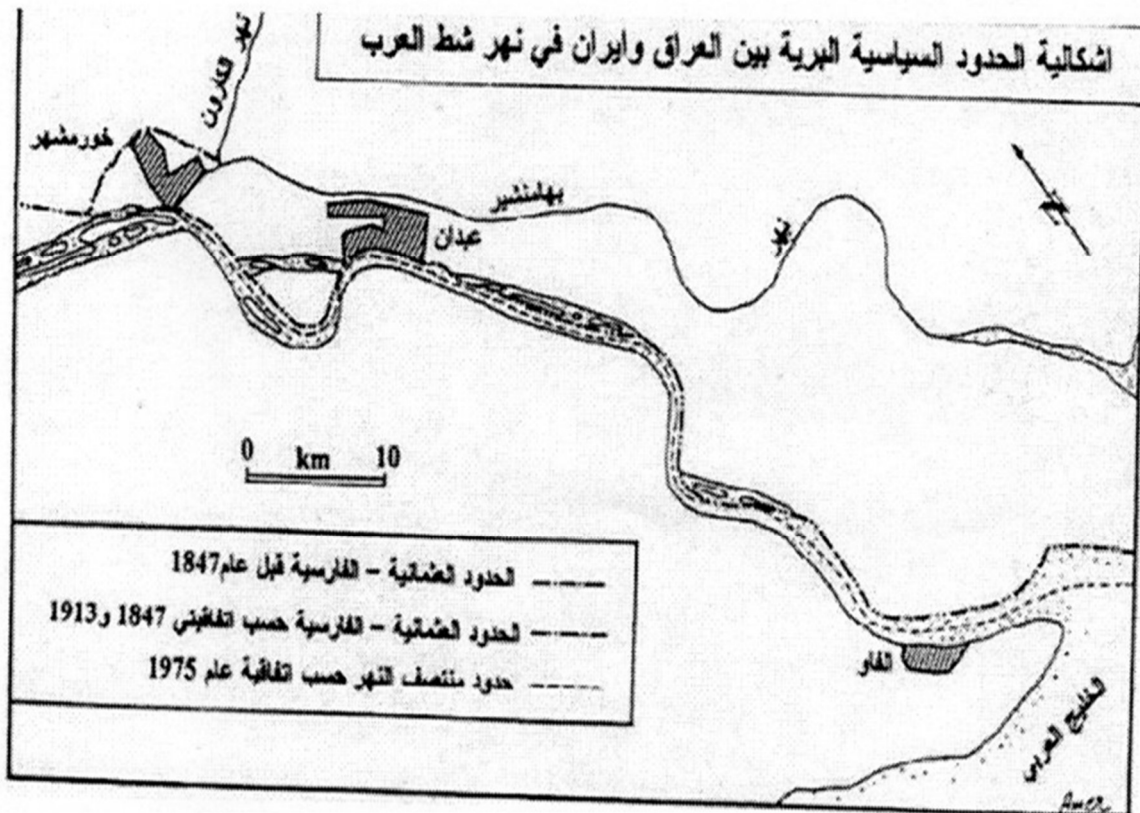 اشكالية الحدود السياسية البرية بين العراق وايران في نهر شط العرب
نهر
الكارون
خورمشهر
بهامنشير
نهر
عبدان
0 km 10
الحدود العثمانية – الفارسية قبل عام 1847
الحدود العثمانية – الفارسية حسب اتفاقيتي 1847 و1913
حدود منتصف النهر حسب اتفاقية عام 1975
الفاو
الخليج العربي
Amer